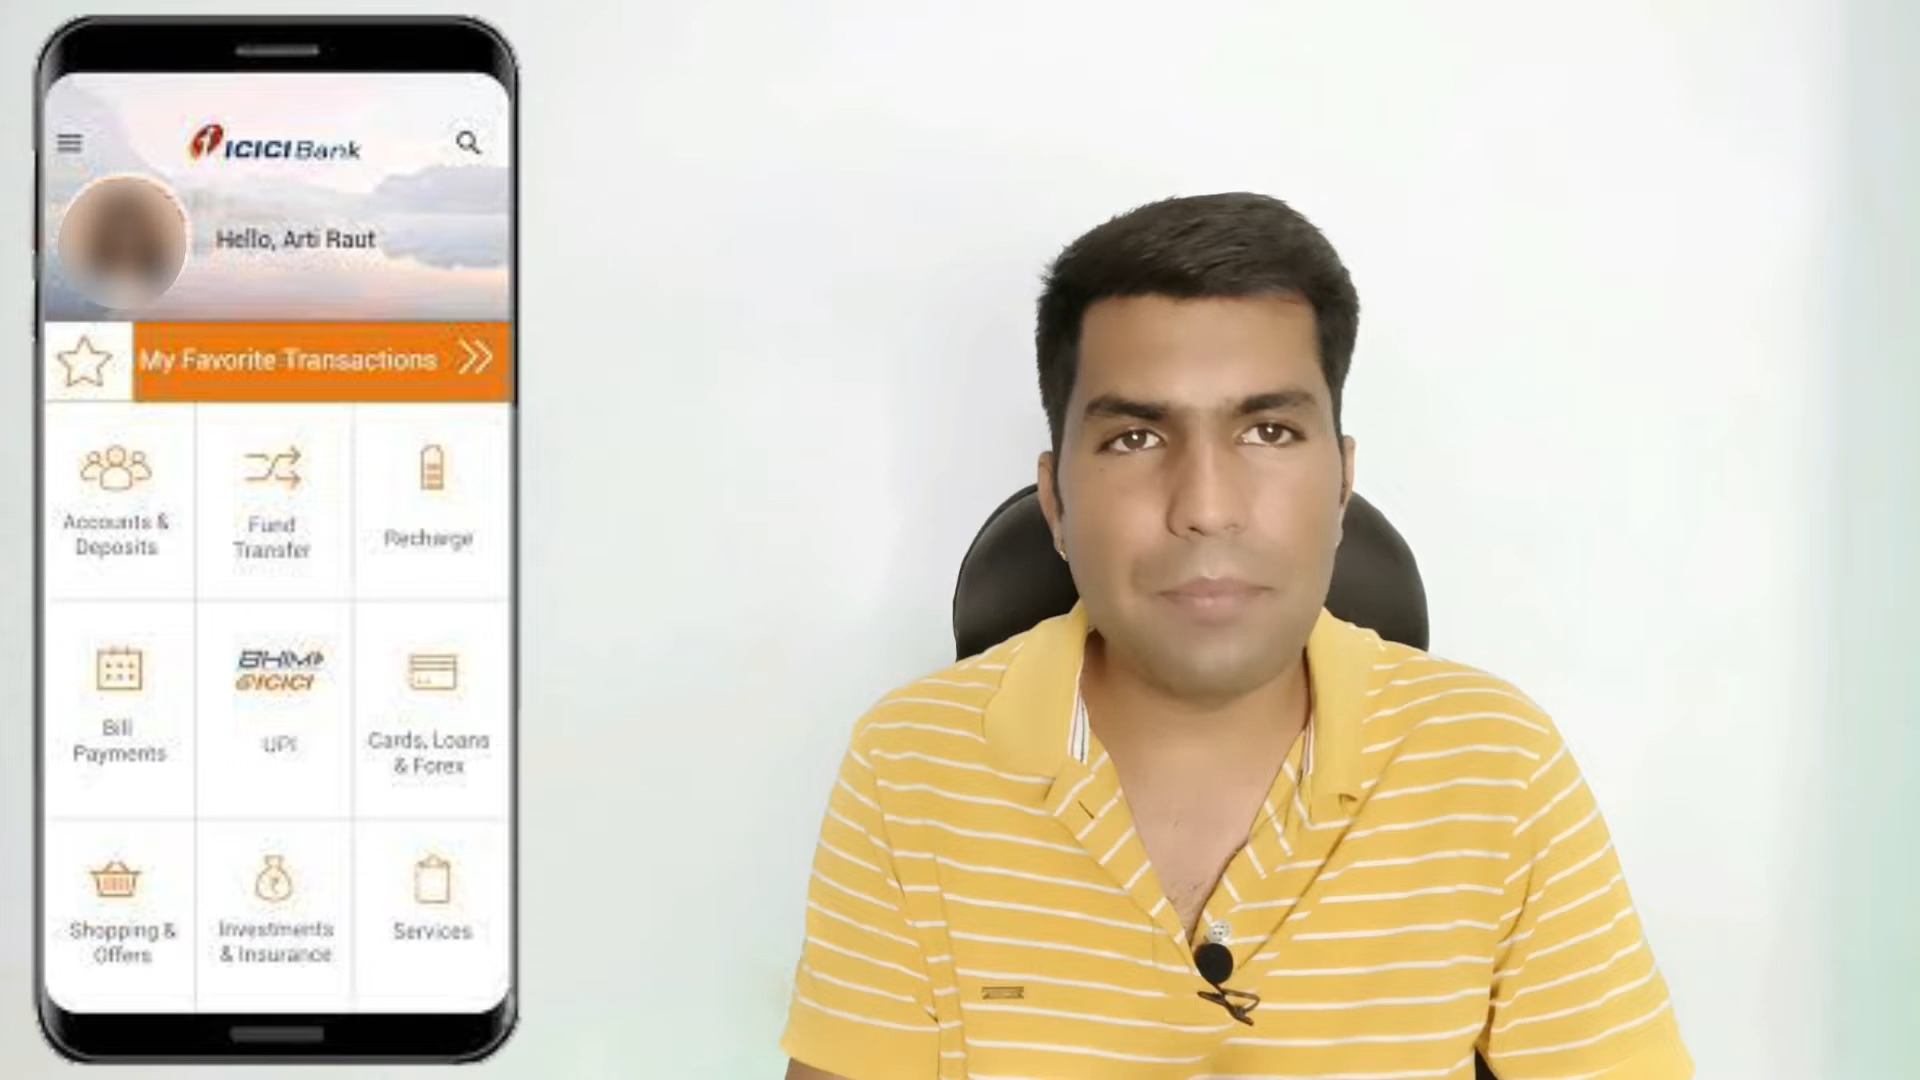 ICICI Bank
Hello, Arti Raut
My Favorite Transactions
Accounts &
Deposits
Fund
Transfer
Recharge
Bill
Payments
BHIM
@ICICI
UPI
Cards, Loans
& Forex
Shopping &
Offers
Investments
& Insurance
Services